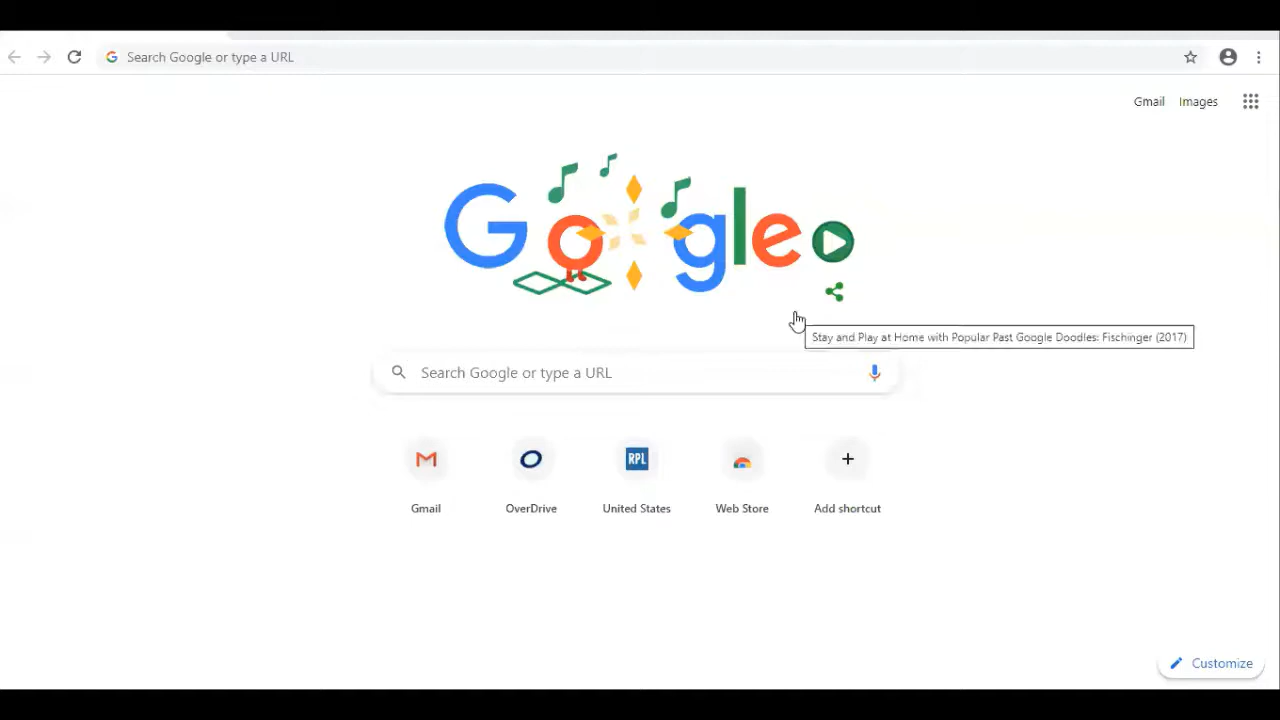 Search Google or type a URL
Gmail Images
Google
Stay and Play at Home with Popular Past Google Doodles: Fischinger (2017)
Search Google or type a URL
RPL
Gmail OverDrive United States Web Store Add shortcut
Customize